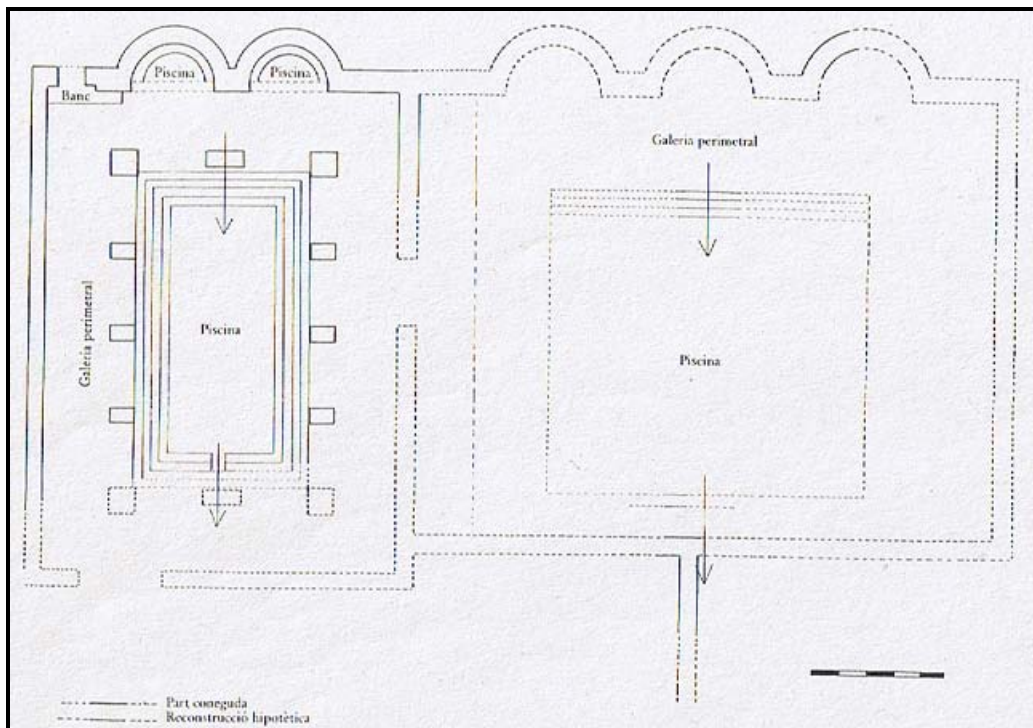 Piscina
Piscina
Banc
Galeria perimetral
Galeria perimetral
Piscina
Piscina
Part coneguda
Reconstrucció hipotètica